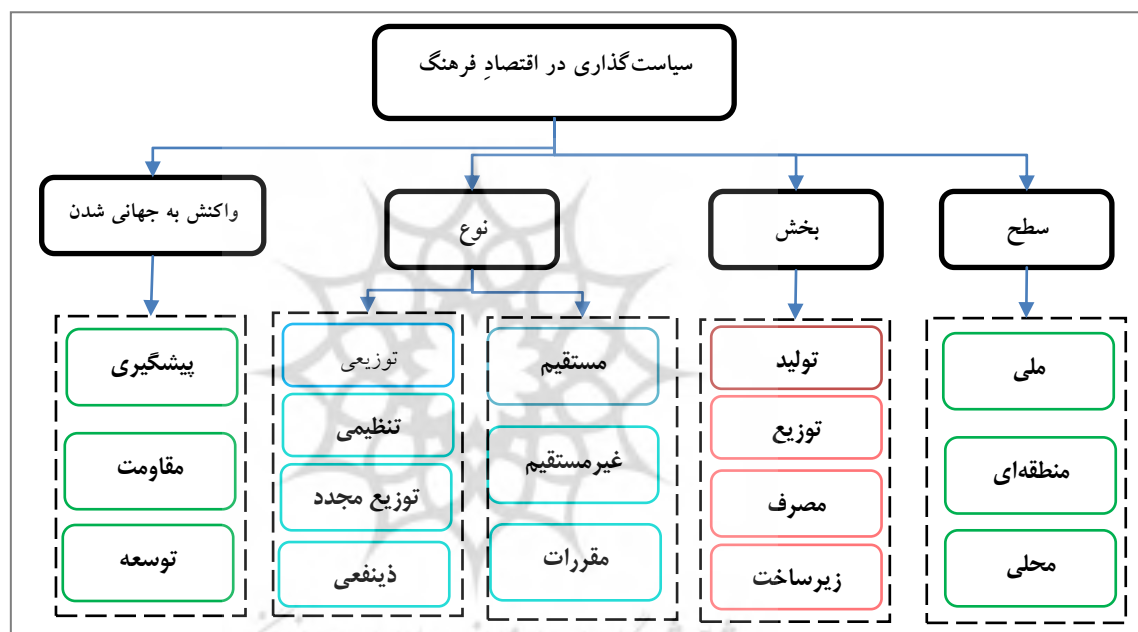 سیاست‌گذاری در اقتصادِ فرهنگ
سطح
بخش
نوع
واکنش به جهانی شدن
ملی
منطقه‌ای
محلی
تولید
توزیع
مصرف
زیرساخت
مستقیم
غیرمستقیم
مقررات
توزیعی
تنظیمی
توزیع مجدد
ذینفعی
پیشگیری
مقاومت
توسعه